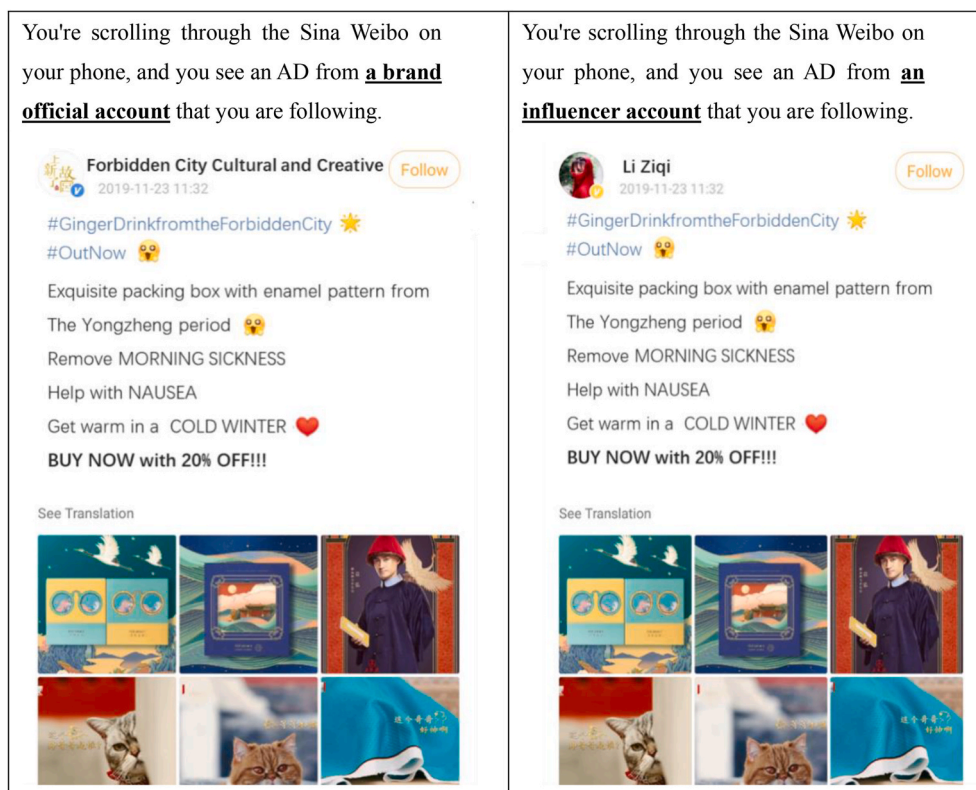 You're scrolling through the Sina Weibo on
your phone, and you see an AD from a brand
official account that you are following.
Forbidden City Cultural and Creative
Follow
2019-11-23 11:32
#GingerDrinkfromtheForbiddenCity
#OutNow
Exquisite packing box with enamel pattern from
The Yongzheng period
Remove MORNING SICKNESS
Help with NAUSEA
Get warm in a COLD WINTER
BUY NOW with 20% OFF!!!
See Translation
You're scrolling through the Sina Weibo on
your phone, and you see an AD from an
influencer account that you are following.
Li Ziqi
Follow
2019-11-23 11:32
#GingerDrinkfromtheForbiddenCity
#OutNow
Exquisite packing box with enamel pattern from
The Yongzheng period
Remove MORNING SICKNESS
Help with NAUSEA
Get warm in a COLD WINTER
BUY NOW with 20% OFF!!!
See Translation